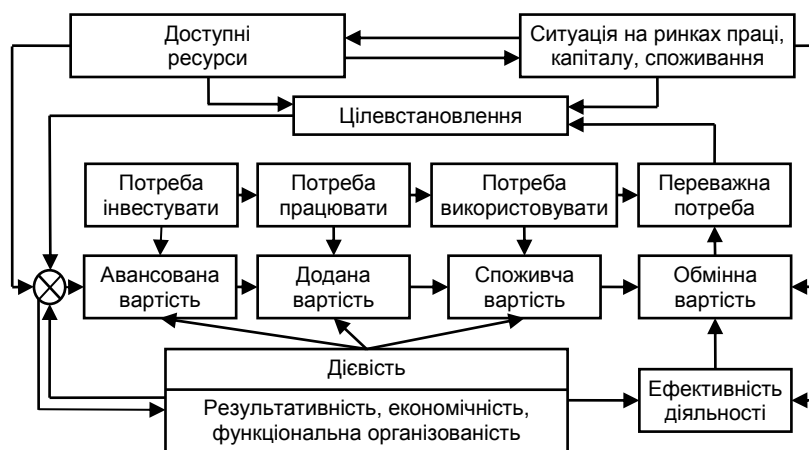 Доступні
ресурси
Ситуація на ринках праці,
капіталу, споживання
Цілевстановлення
Потреба
інвестувати
Потреба
працювати
Потреба
використовувати
Переважна
потреба
Авансована
вартість
Додана
вартість
Споживча
вартість
Обмінна
вартість
Дієвість
Результативність, економічність,
функціональна організованість
Ефективність
діяльності